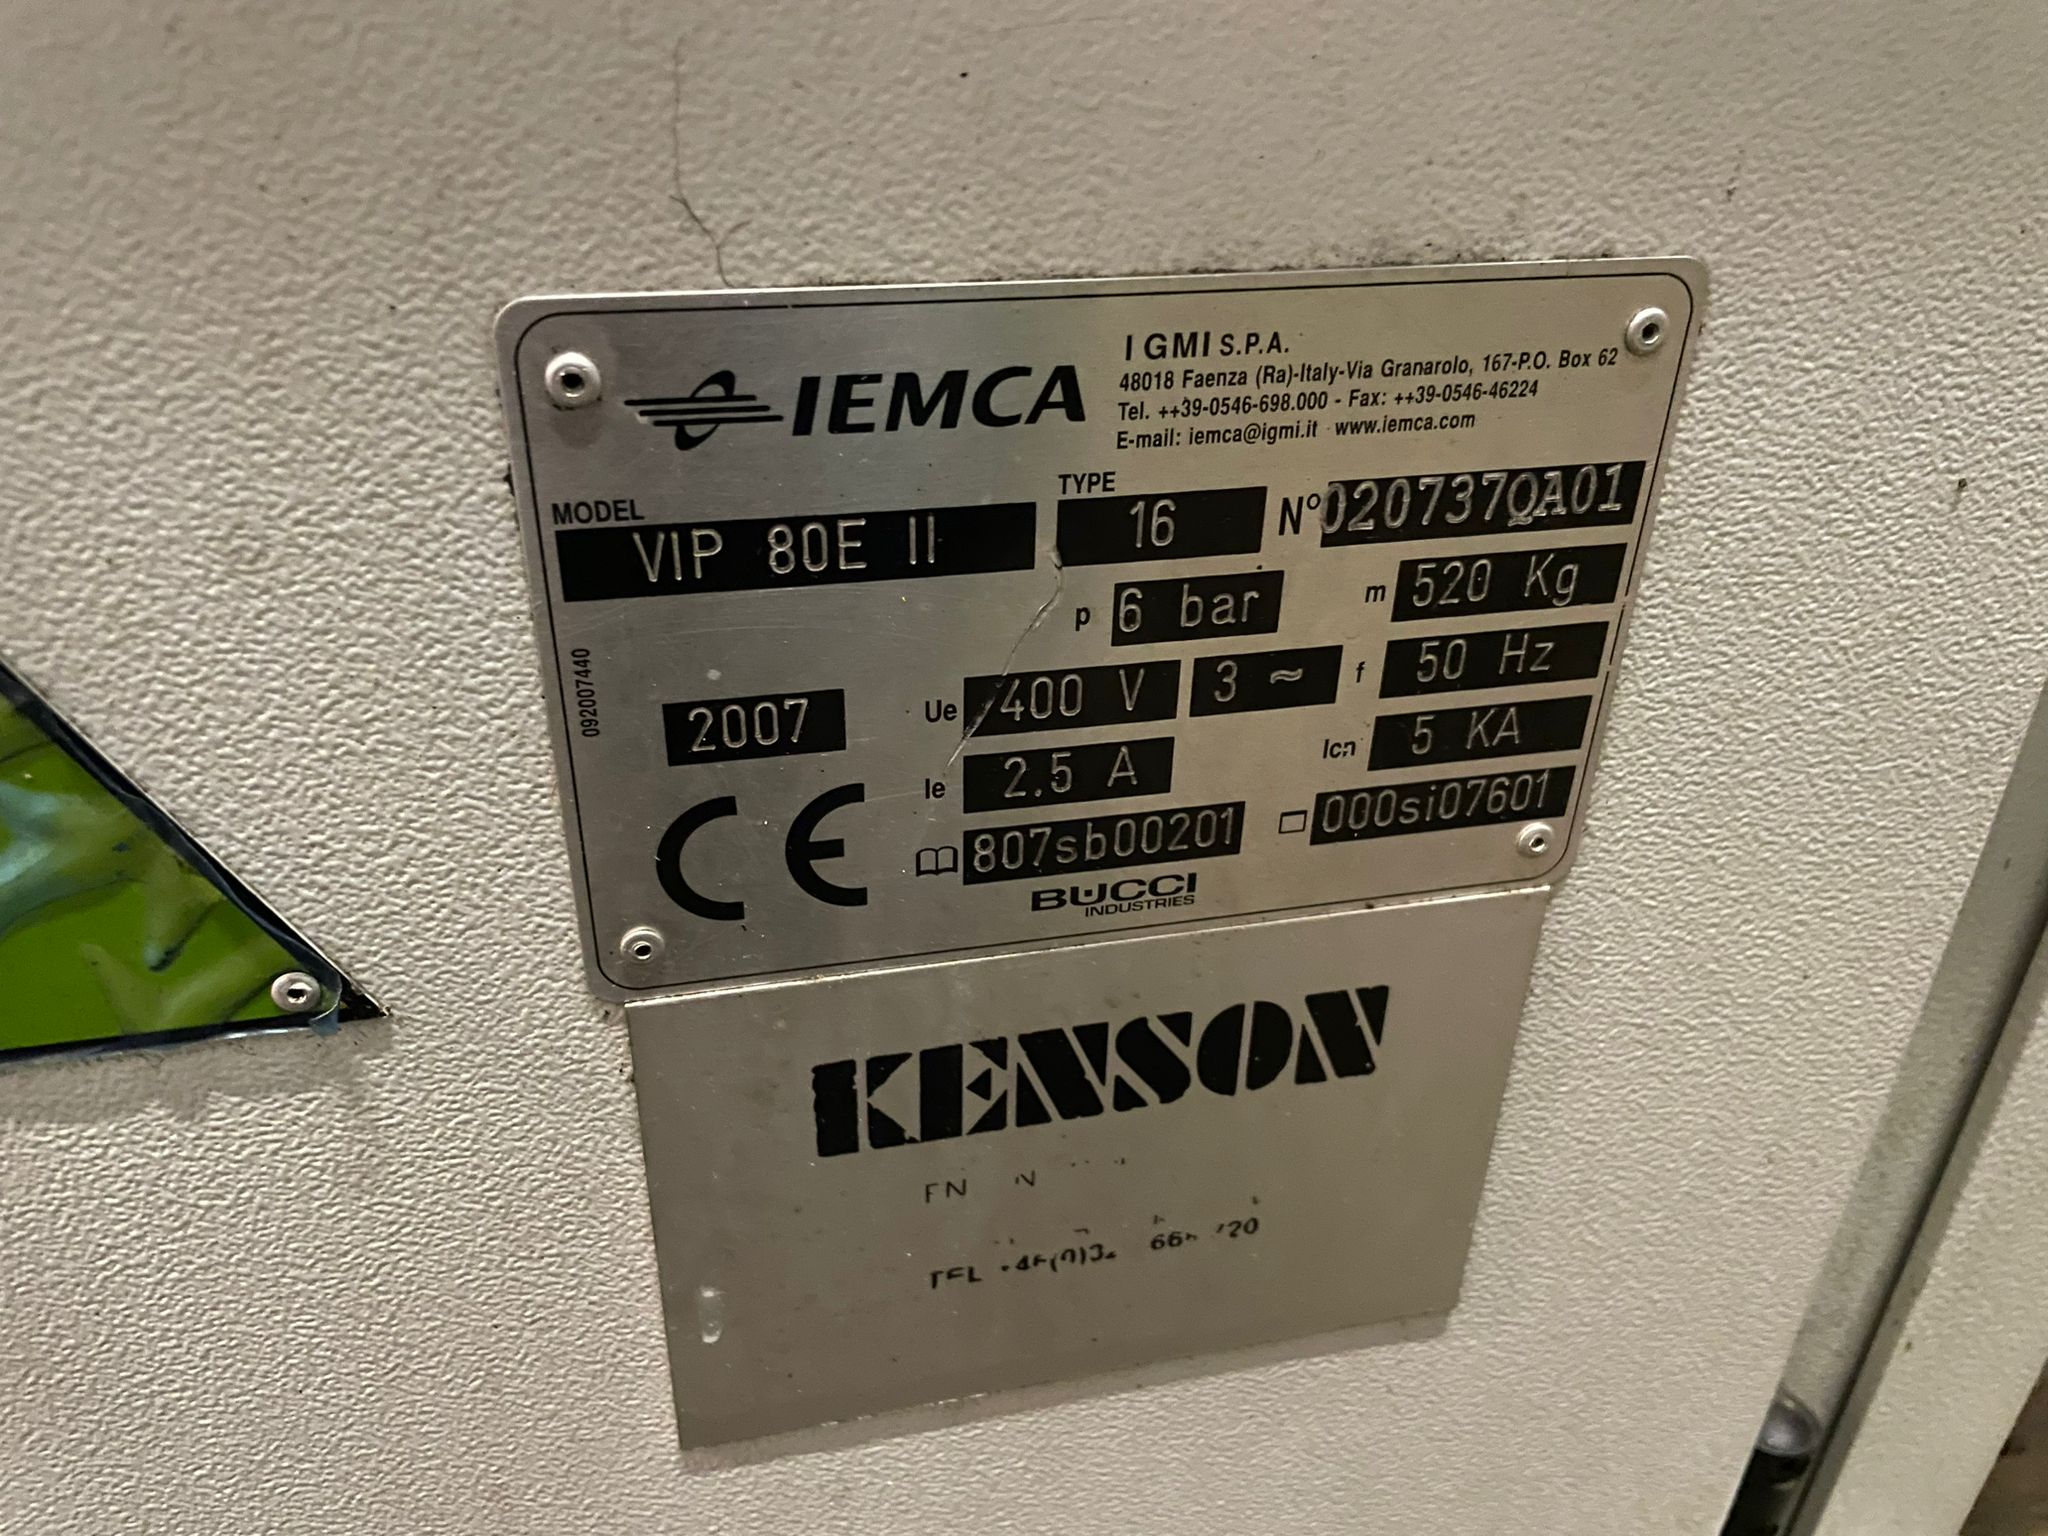 IEMCA
I GMI S.P.A.
48018 Faenza (Ra)-Italy-Via Granarolo, 167-P.O. Box 62
Tel. ++39-0546-698.000 - Fax: ++39-0546-46224
E-mail: iemca@igmi.it www.iemca.com
MODEL VIP 80E II
TYPE 16
N° 020737QA01
p 6 bar
m 520 Kg
092007440
2007
Ue 400 V 3 ~
f 50 Hz
Ie 2.5 A
Icn 5 KA
CE
807sb00201
000si07601
BUCCI
INDUSTRIES
KENSON
TEL